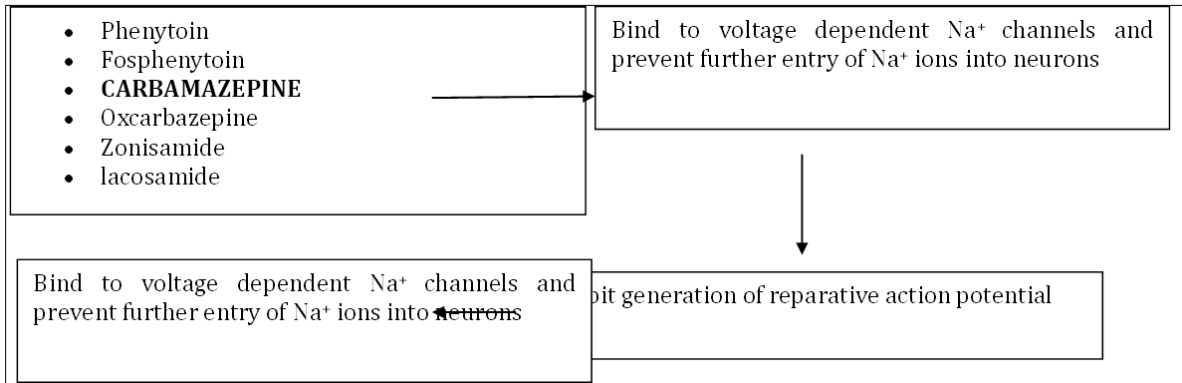 Phenytoin
Fosphenytoin
CARBAMAZEPINE
Oxcarbazepine
Zonisamide
lacosamide
Bind to voltage dependent Na⁺ channels and
prevent further entry of Na⁺ ions into neurons
bit generation of reparative action potential
Bind to voltage dependent Na⁺ channels and
prevent further entry of Na⁺ ions into neurons